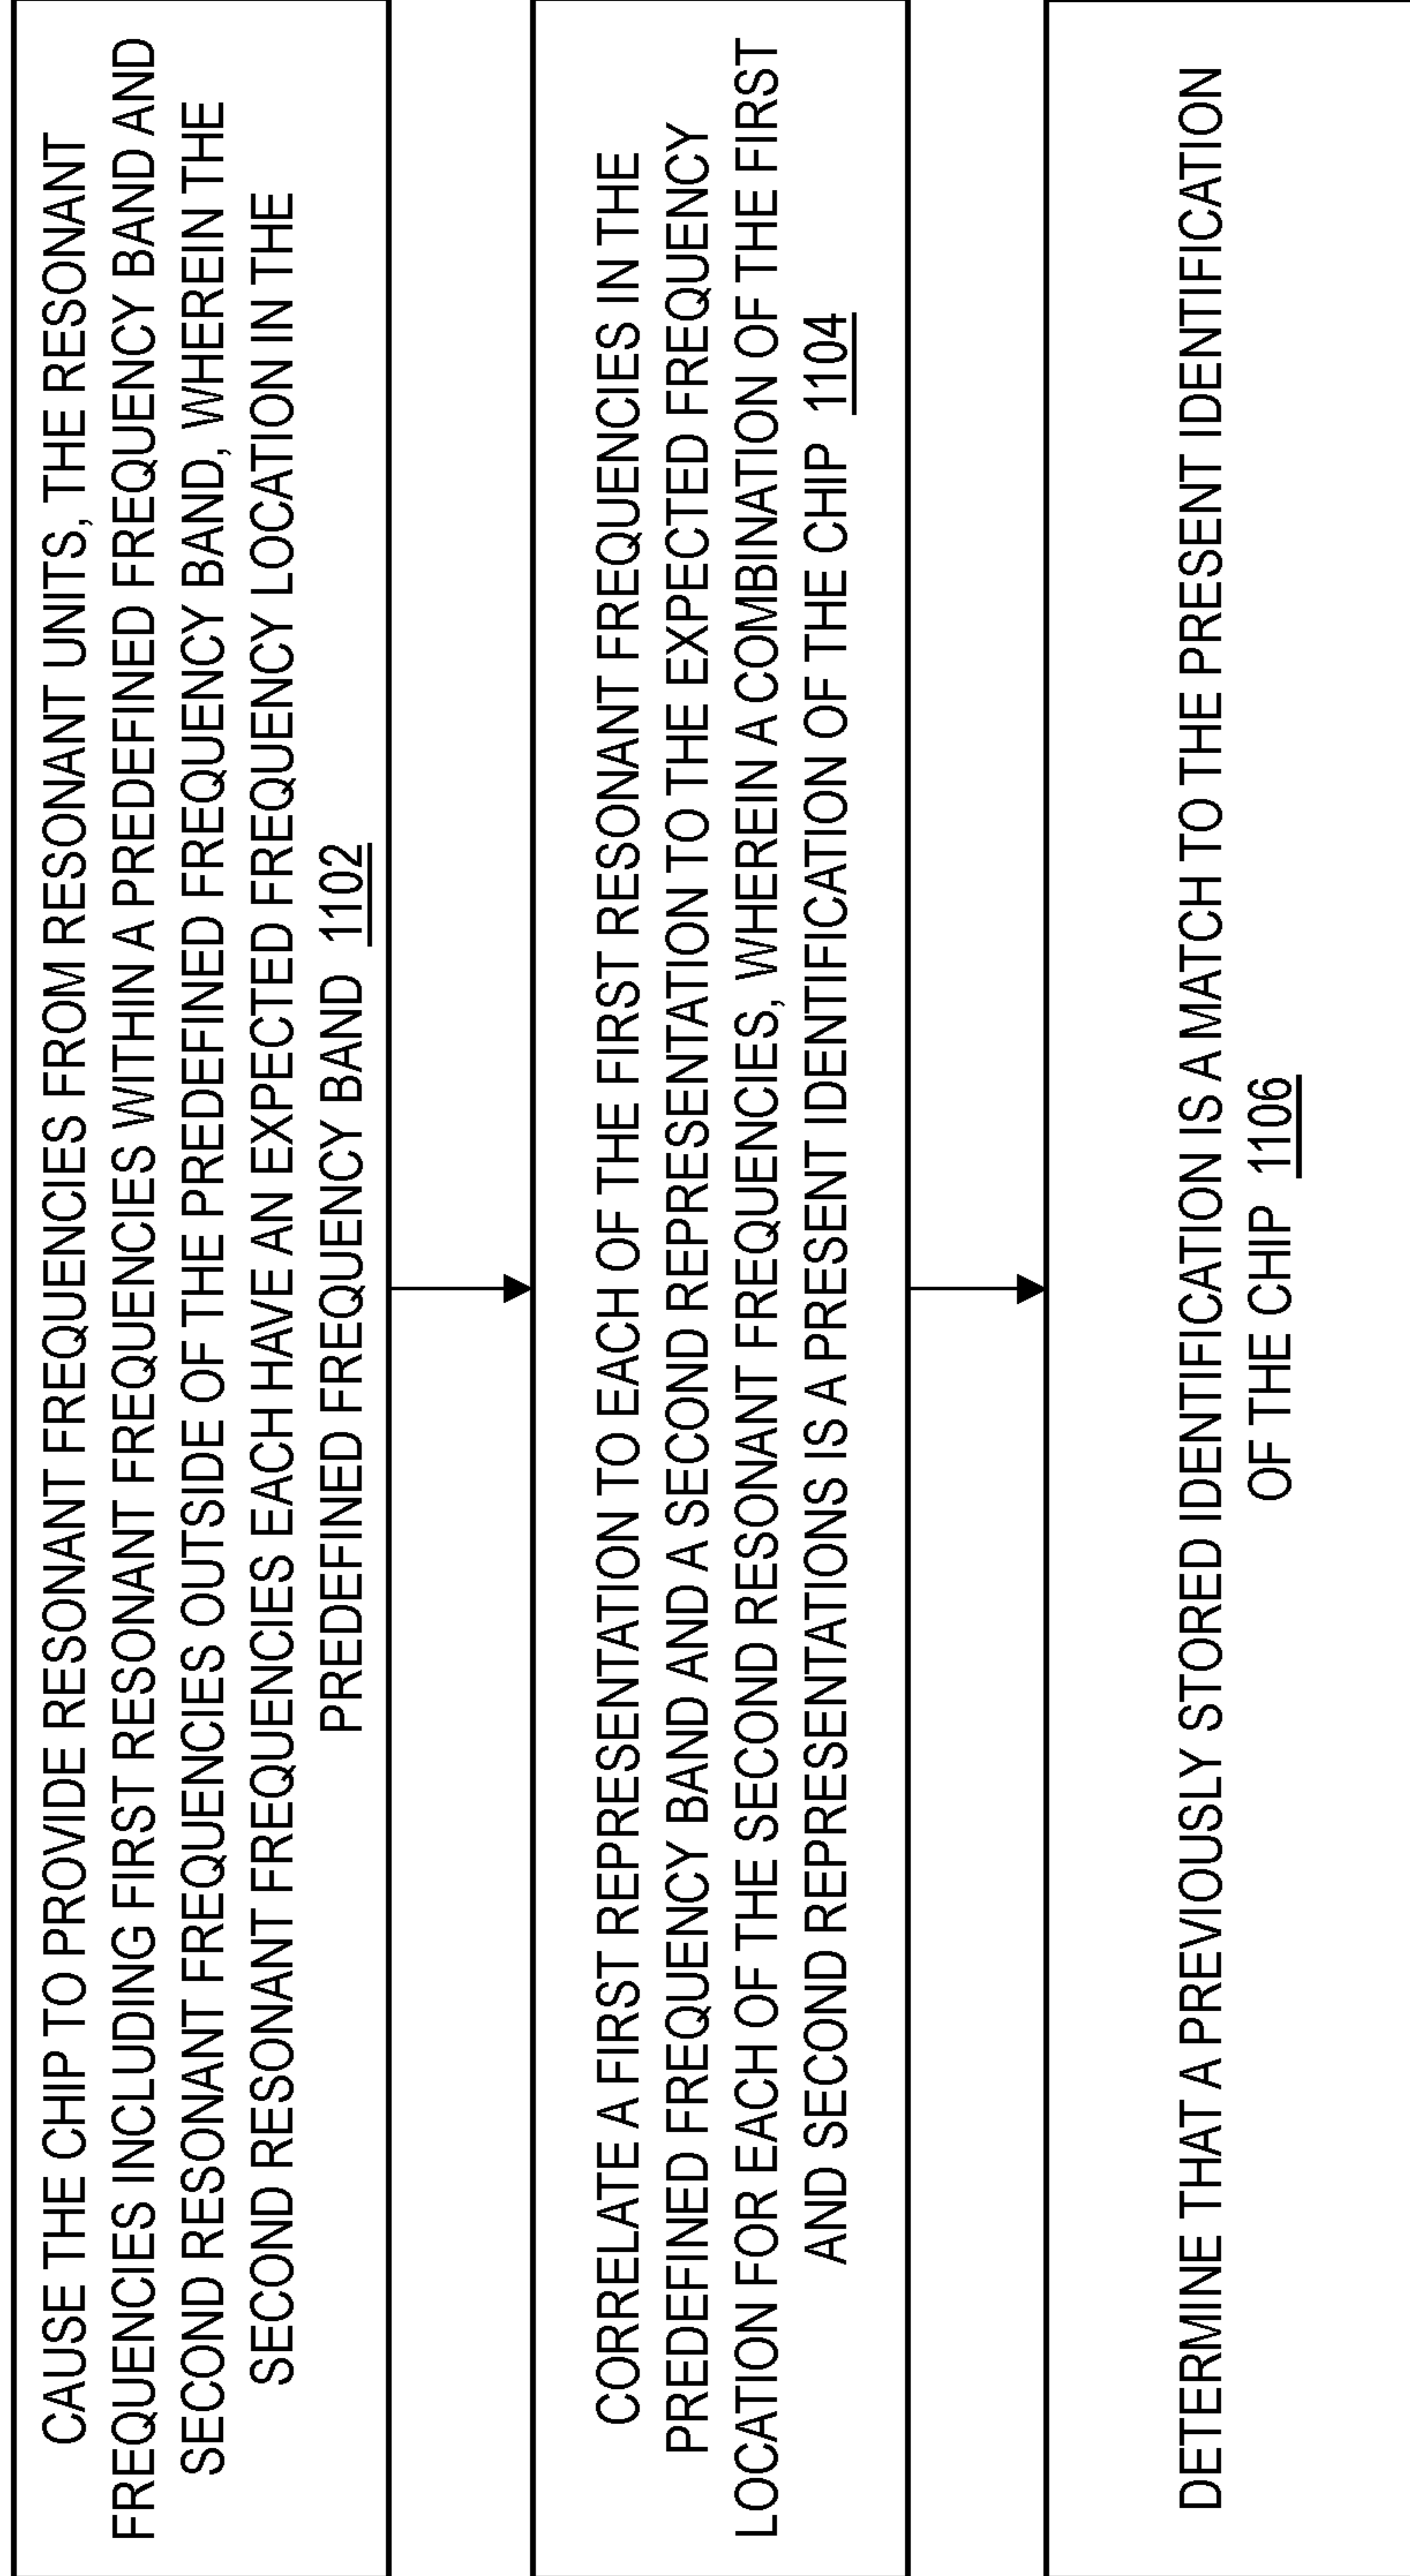 CAUSE THE CHIP TO PROVIDE RESONANT FREQUENCIES FROM RESONANT UNITS, THE RESONANT
FREQUENCIES INCLUDING FIRST RESONANT FREQUENCIES WITHIN A PREDEFINED FREQUENCY BAND AND
SECOND RESONANT FREQUENCIES OUTSIDE OF THE PREDEFINED FREQUENCY BAND, WHEREIN THE
SECOND RESONANT FREQUENCIES EACH HAVE AN EXPECTED FREQUENCY LOCATION IN THE
PREDEFINED FREQUENCY BAND 1102
CORRELATE A FIRST REPRESENTATION TO EACH OF THE FIRST RESONANT FREQUENCIES IN THE
PREDEFINED FREQUENCY BAND AND A SECOND REPRESENTATION TO THE EXPECTED FREQUENCY
LOCATION FOR EACH OF THE SECOND RESONANT FREQUENCIES, WHEREIN A COMBINATION OF THE FIRST
AND SECOND REPRESENTATIONS IS A PRESENT IDENTIFICATION OF THE CHIP 1104
DETERMINE THAT A PREVIOUSLY STORED IDENTIFICATION IS A MATCH TO THE PRESENT IDENTIFICATION
OF THE CHIP 1106